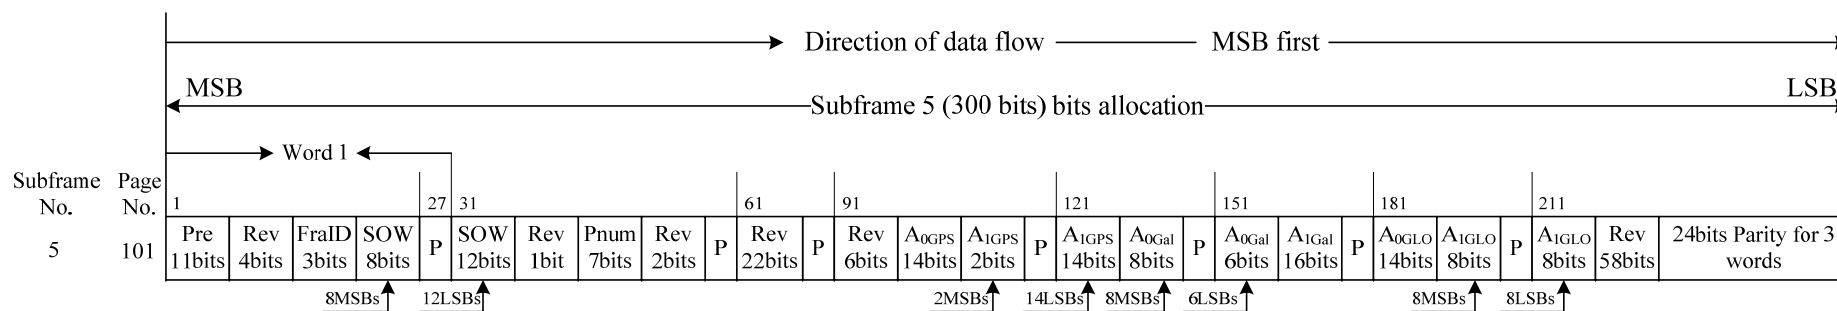 Direction of data flow MSB first
MSB LSB
Subframe 5 (300 bits) bits allocation
Word 1
Subframe No. Page No.
1 27 31 61 91 121 151 181 211
5 101
Pre 11bits
Rev 4bits
FraID 3bits
SOW 8bits
P
SOW 12bits
Rev 1bit
Pnum 7bits
Rev 2bits
P
Rev 22bits
P
Rev 6bits
A0GPS 14bits
A1GPS 2bits
P
A1GPS 14bits
A0Gal 8bits
P
A0Gal 6bits
A1Gal 16bits
P
A0GLO 14bits
A1GLO 8bits
P
A1GLO 8bits
Rev 58bits
24bits Parity for 3 words
8MSBs 12LSBs 2MSBs 14LSBs 8MSBs 6LSBs 8MSBs 8LSBs